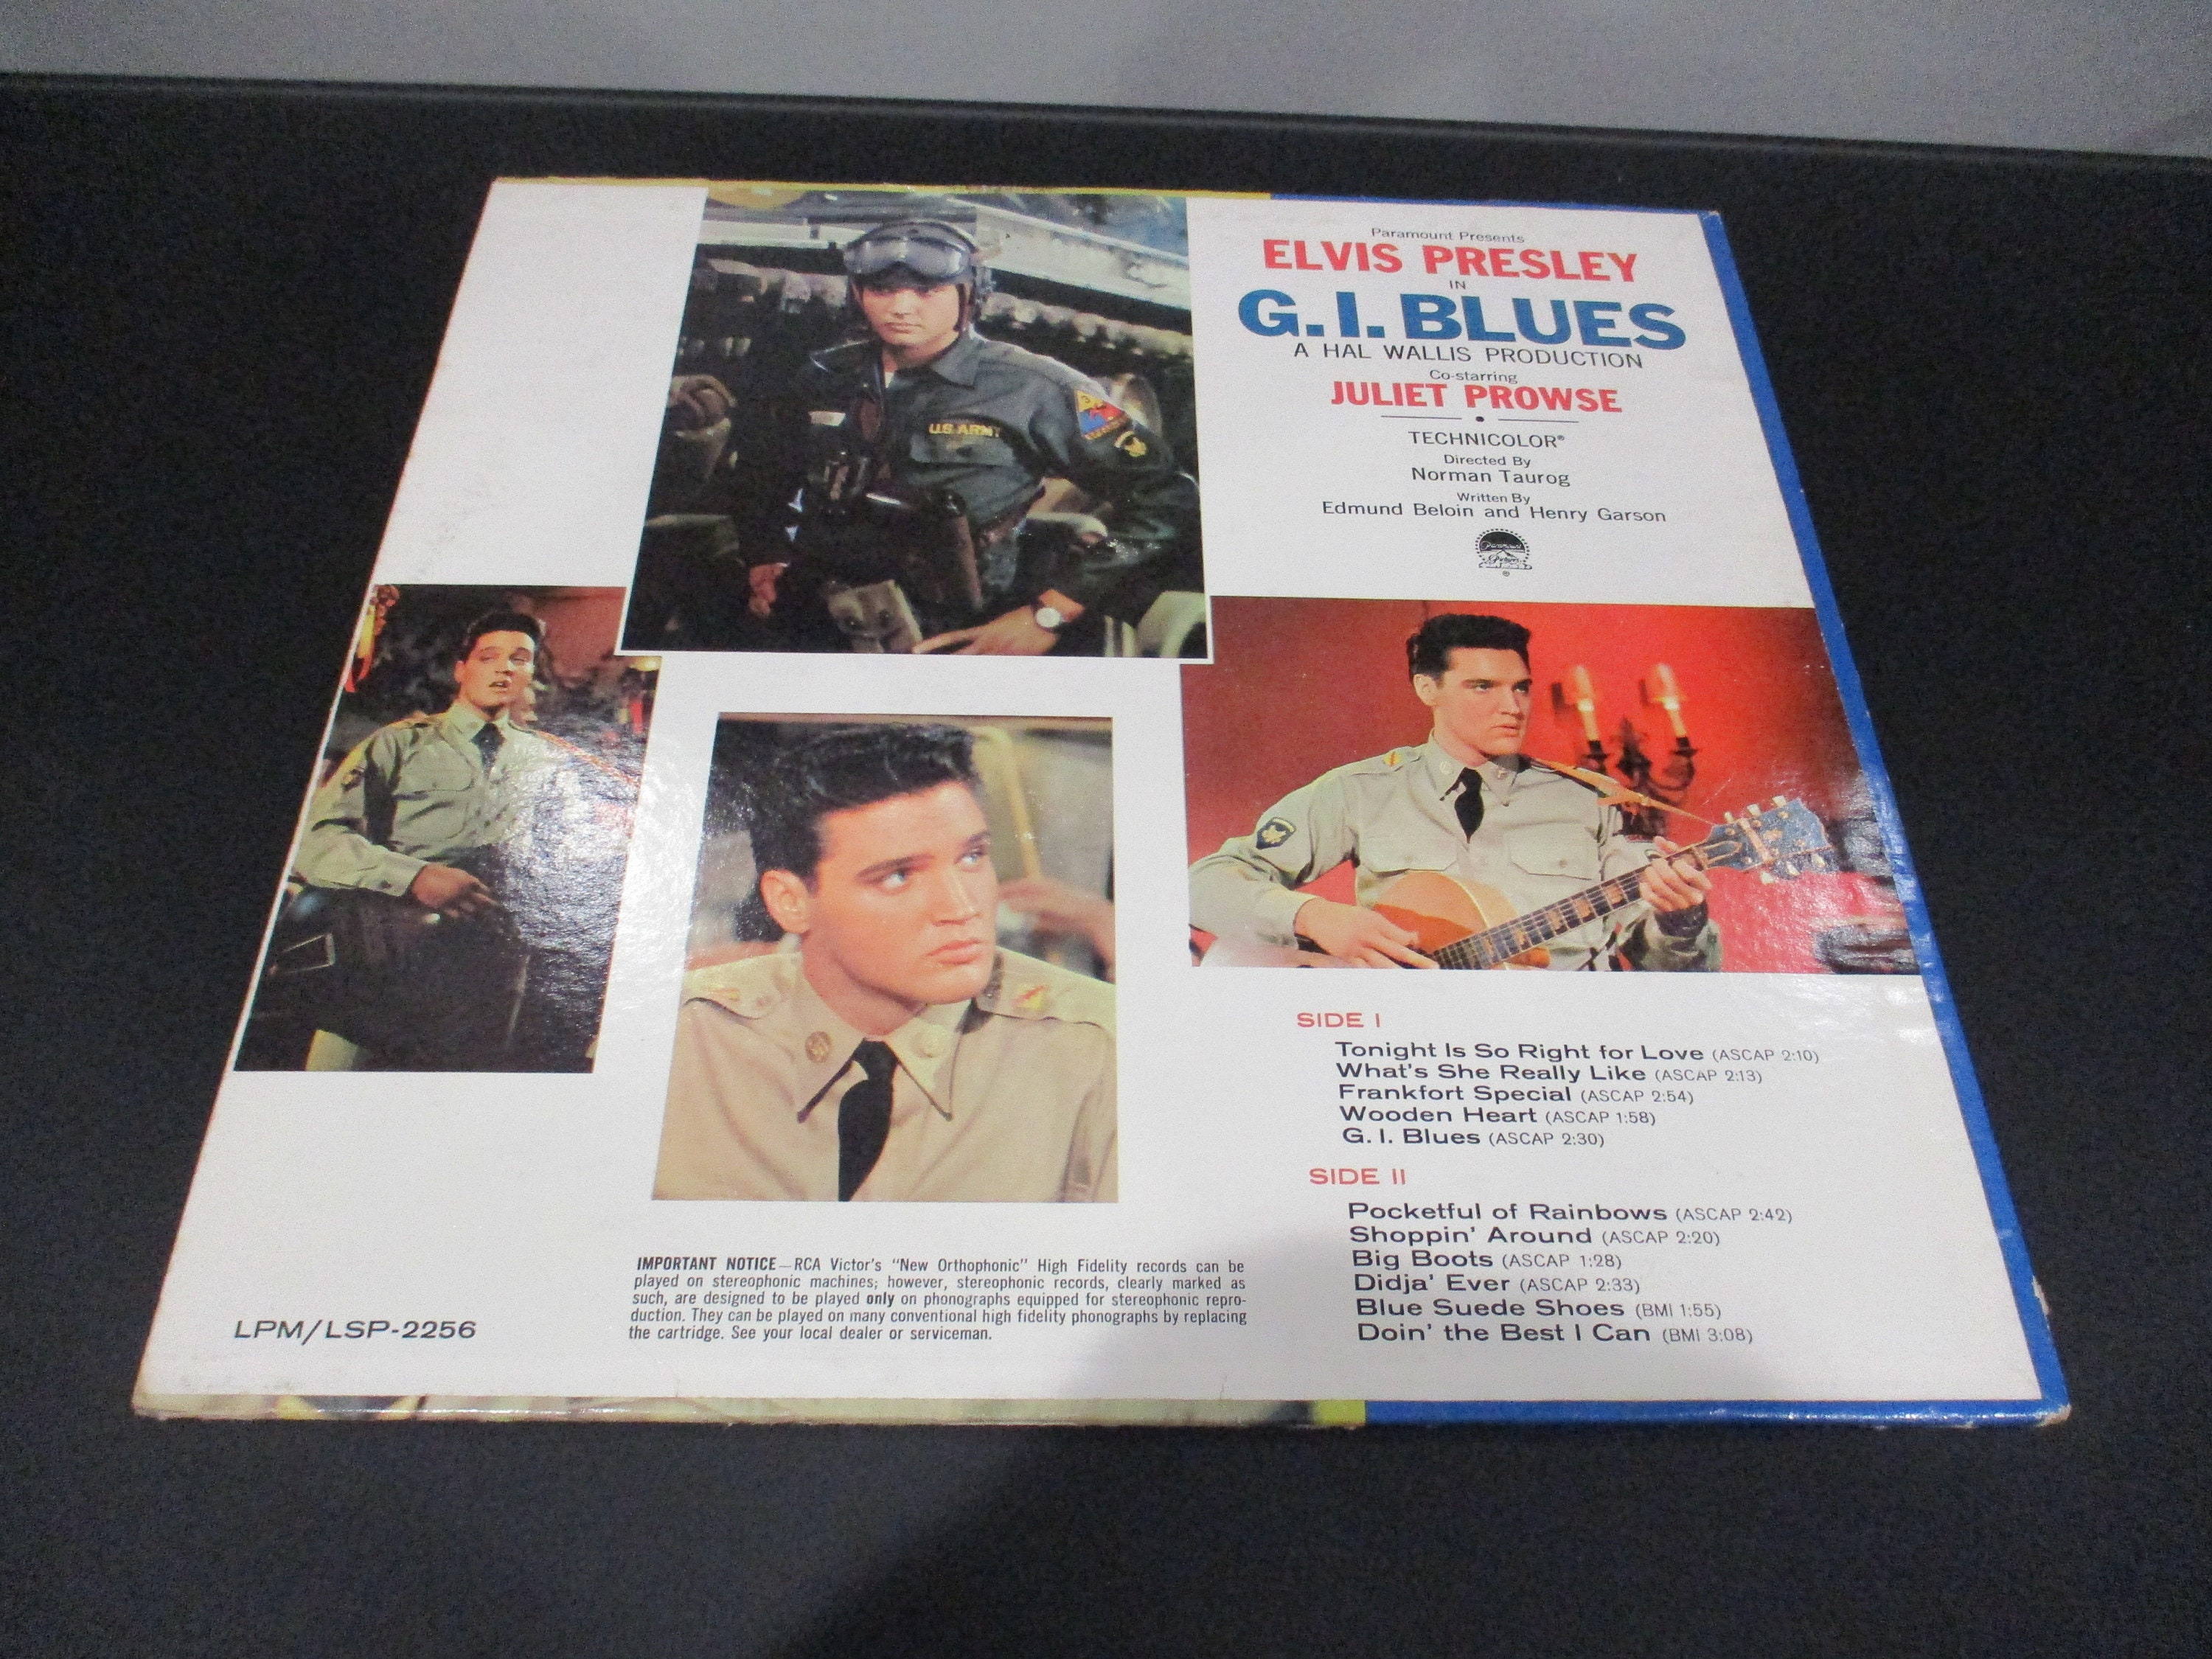 Paramount Presents
ELVIS PRESLEY
IN
G.I. BLUES
A HAL WALLIS PRODUCTION
Co-starring
JULIET PROWSE
TECHNICOLOR®
Directed By
Norman Taurog
Written By
Edmund Beloin and Henry Garson
Paramount
®
U.S. ARMY
SIDE I
Tonight Is So Right for Love (ASCAP 2:10)
What's She Really Like (ASCAP 2:13)
Frankfort Special (ASCAP 2:54)
Wooden Heart (ASCAP 1:58)
G. I. Blues (ASCAP 2:30)
SIDE II
Pocketful of Rainbows (ASCAP 2:42)
Shoppin' Around (ASCAP 2:20)
Big Boots (ASCAP 1:28)
Didja' Ever (ASCAP 2:33)
Blue Suede Shoes (BMI 1:55)
Doin' the Best I Can (BMI 3:08)
IMPORTANT NOTICE—RCA Victor's "New Orthophonic" High Fidelity records can be
played on stereophonic machines; however, stereophonic records, clearly marked as
such, are designed to be played only on phonographs equipped for stereophonic repro-
duction. They can be played on many conventional high fidelity phonographs by replacing
the cartridge. See your local dealer or serviceman.
LPM/LSP-2256